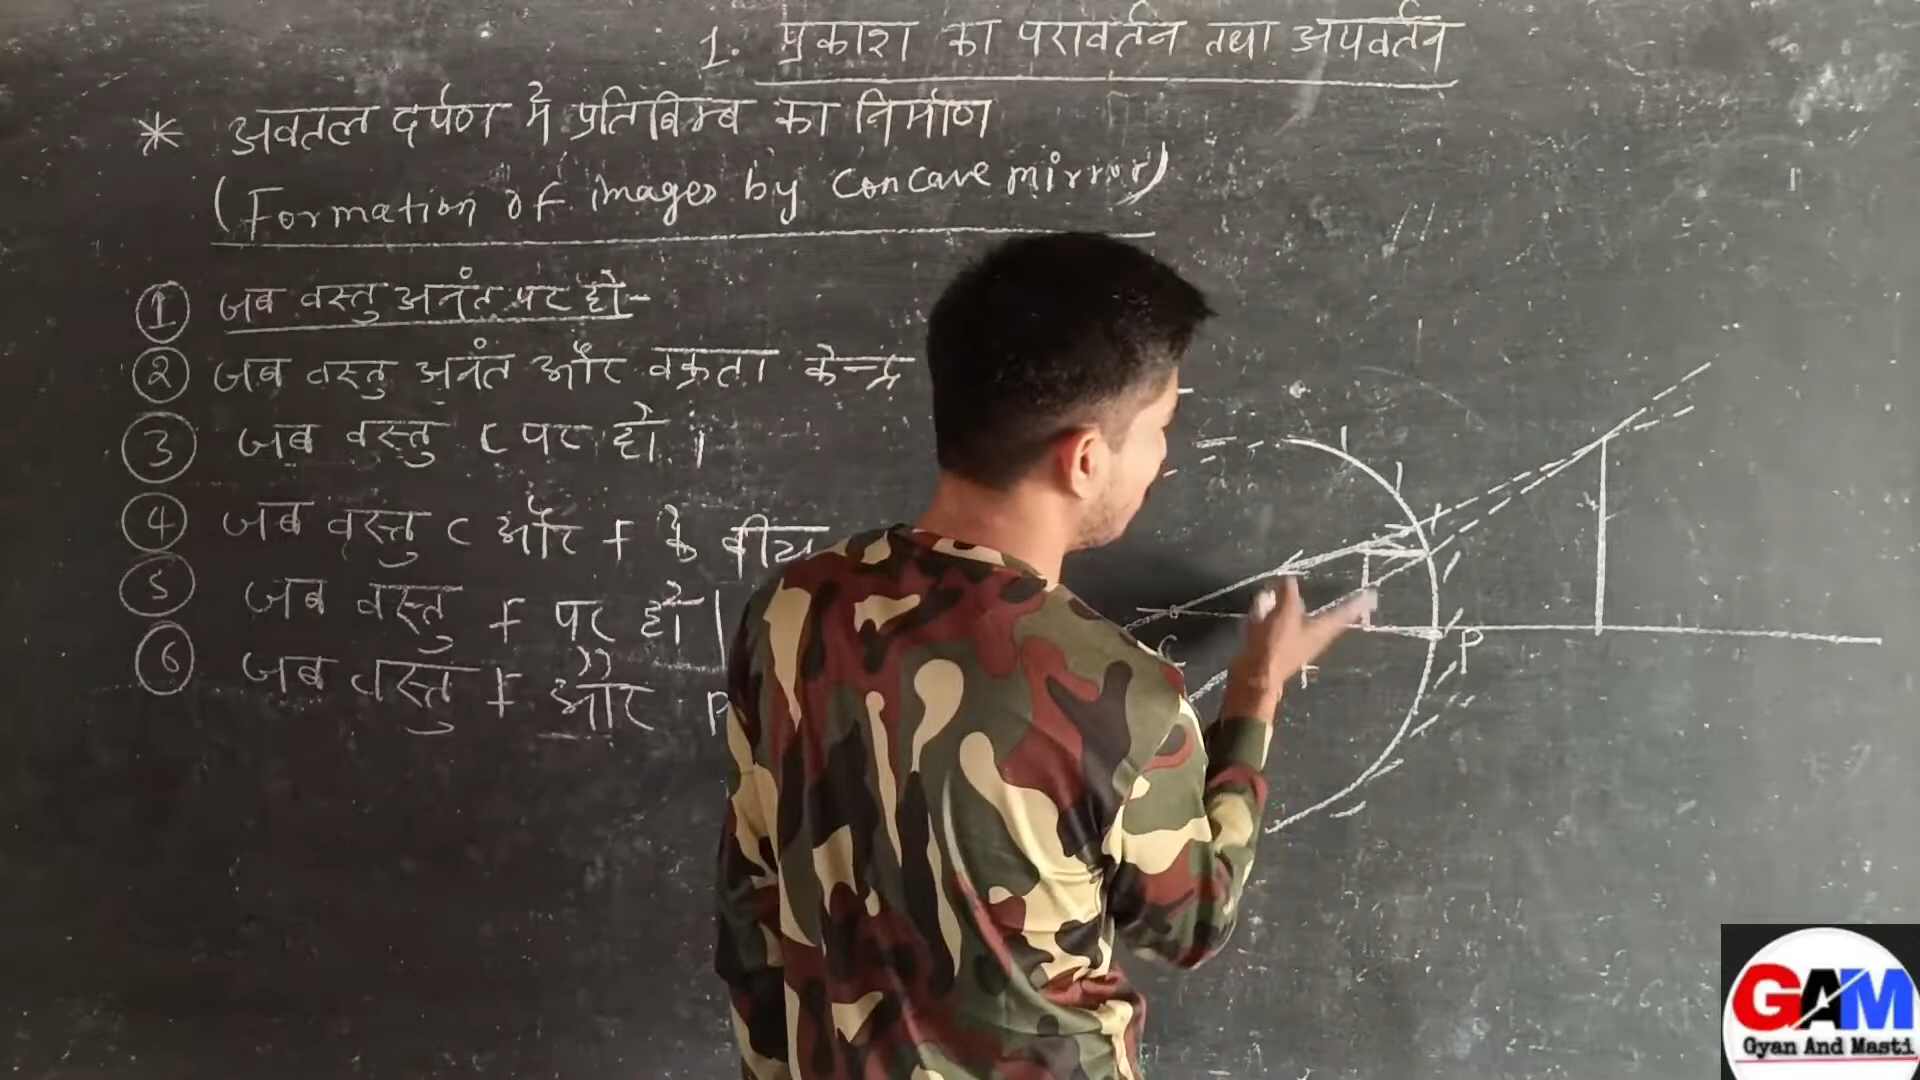 1. प्रकाश का परावर्तन तथा अपवर्तन
* अवतल दर्पण में प्रतिबिम्ब का निर्माण
(Formation of images by Concave mirror)
① जब वस्तु अनंत पर हो-
② जब वस्तु अनंत और वक्रता केन्द्र
③ जब वस्तु C पर हो।
④ जब वस्तु C और F के बीच
⑤ जब वस्तु F पर हो।
⑥ जब वस्तु F और P
C
F
P
GAM
Gyan And Masti